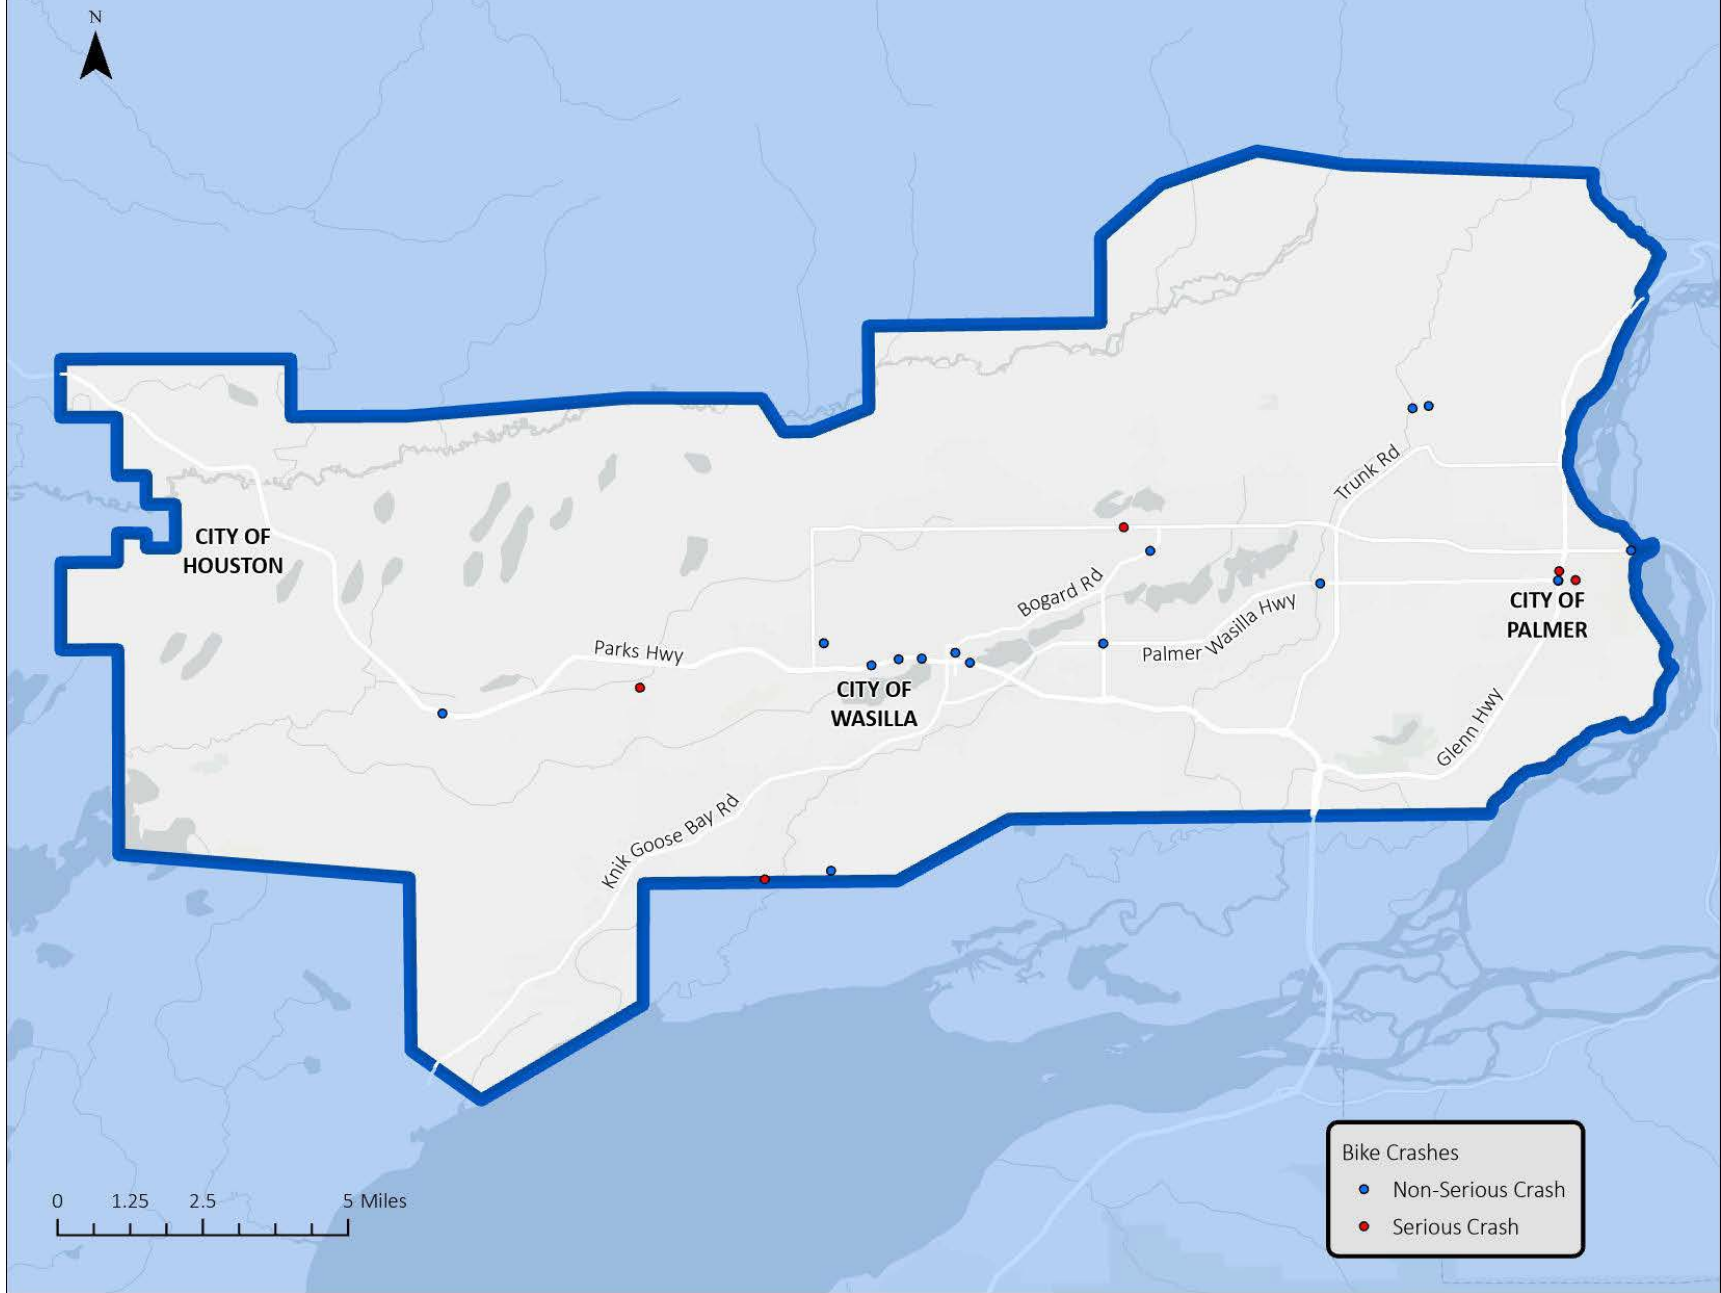 N
Trunk Rd
CITY OF
HOUSTON
Bogard Rd
CITY OF
PALMER
Palmer Wasilla Hwy
Parks Hwy
CITY OF
WASILLA
Glenn Hwy
Knik Goose Bay Rd
Bike Crashes
Non-Serious Crash
Serious Crash
0 1.25 2.5 5 Miles